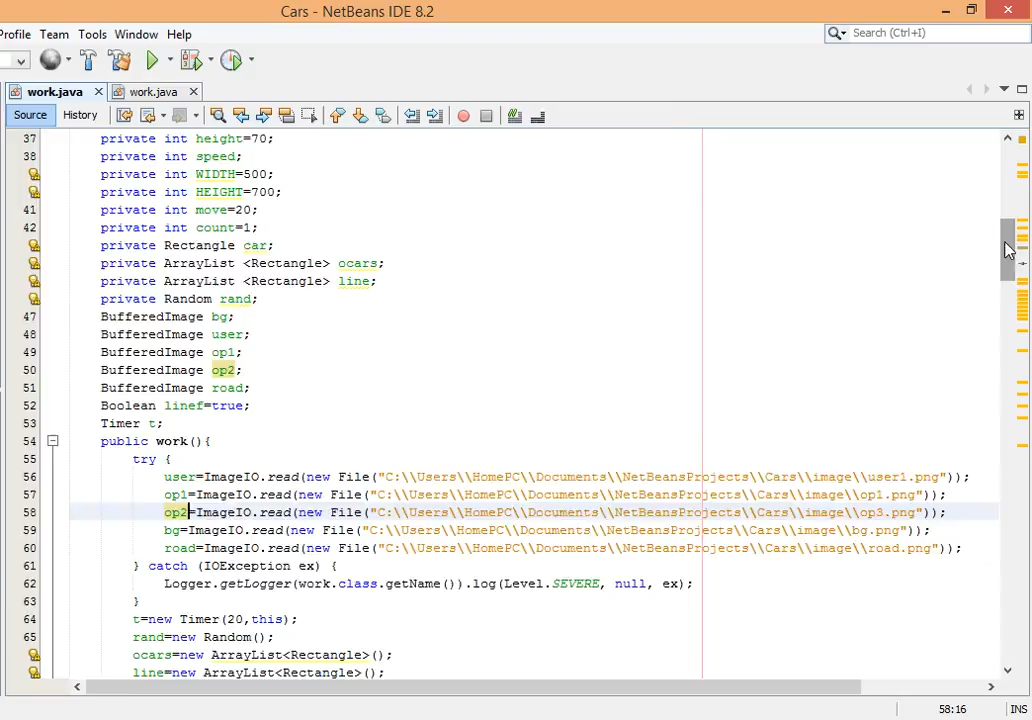 Cars - NetBeans IDE 8.2
Profile Team Tools Window Help
Search (Ctrl+I)
work.java
work.java
Source History
37 private int height=70;
38 private int speed;
private int WIDTH=500;
private int HEIGHT=700;
41 private int move=20;
42 private int count=1;
private Rectangle car;
private ArrayList <Rectangle> ocars;
private ArrayList <Rectangle> line;
private Random rand;
47 BufferedImage bg;
48 BufferedImage user;
49 BufferedImage op1;
50 BufferedImage op2;
51 BufferedImage road;
52 Boolean linef=true;
53 Timer t;
54 public work(){
55 try {
56 user=ImageIO.read(new File("C:\\Users\\HomePC\\Documents\\NetBeansProjects\\Cars\\image\\user1.png"));
57 op1=ImageIO.read(new File("C:\\Users\\HomePC\\Documents\\NetBeansProjects\\Cars\\image\\op1.png"));
58 op2=ImageIO.read(new File("C:\\Users\\HomePC\\Documents\\NetBeansProjects\\Cars\\image\\op3.png"));
59 bg=ImageIO.read(new File("C:\\Users\\HomePC\\Documents\\NetBeansProjects\\Cars\\image\\bg.png"));
60 road=ImageIO.read(new File("C:\\Users\\HomePC\\Documents\\NetBeansProjects\\Cars\\image\\road.png"));
61 } catch (IOException ex) {
62 Logger.getLogger(work.class.getName()).log(Level.SEVERE, null, ex);
63 }
64 t=new Timer(20,this);
65 rand=new Random();
ocars=new ArrayList<Rectangle>();
line=new ArrayList<Rectangle>();
58:16 INS